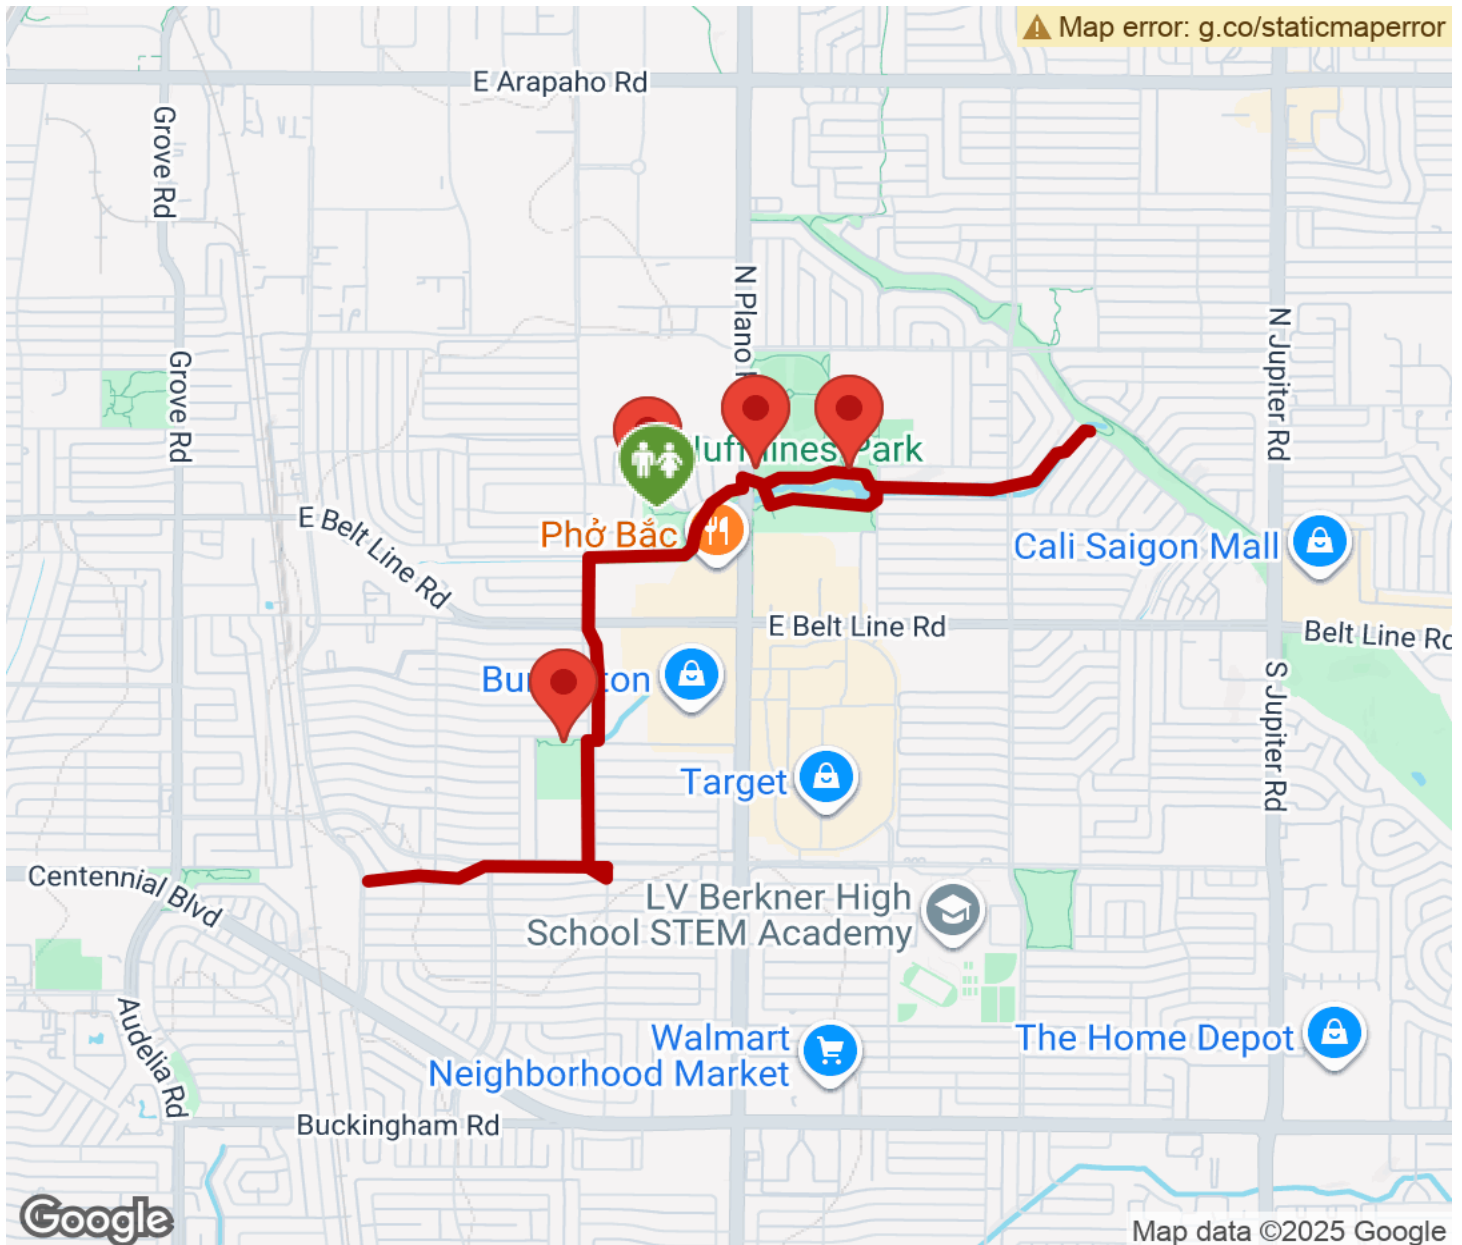 Map error: g.co/staticmaperror
E Arapaho Rd
Grove Rd
N Plano
N Jupiter Rd
Grove Rd
Park
E Belt Line Rd
Phở Bắc
Cali Saigon Mall
E Belt Line Rd
Belt Line Rd
S Jupiter Rd
Target
Centennial Blvd
LV Berkner High
School STEM Academy
Audelia Rd
Walmart
Neighborhood Market
The Home Depot
Buckingham Rd
Google
Map data ©2025 Google